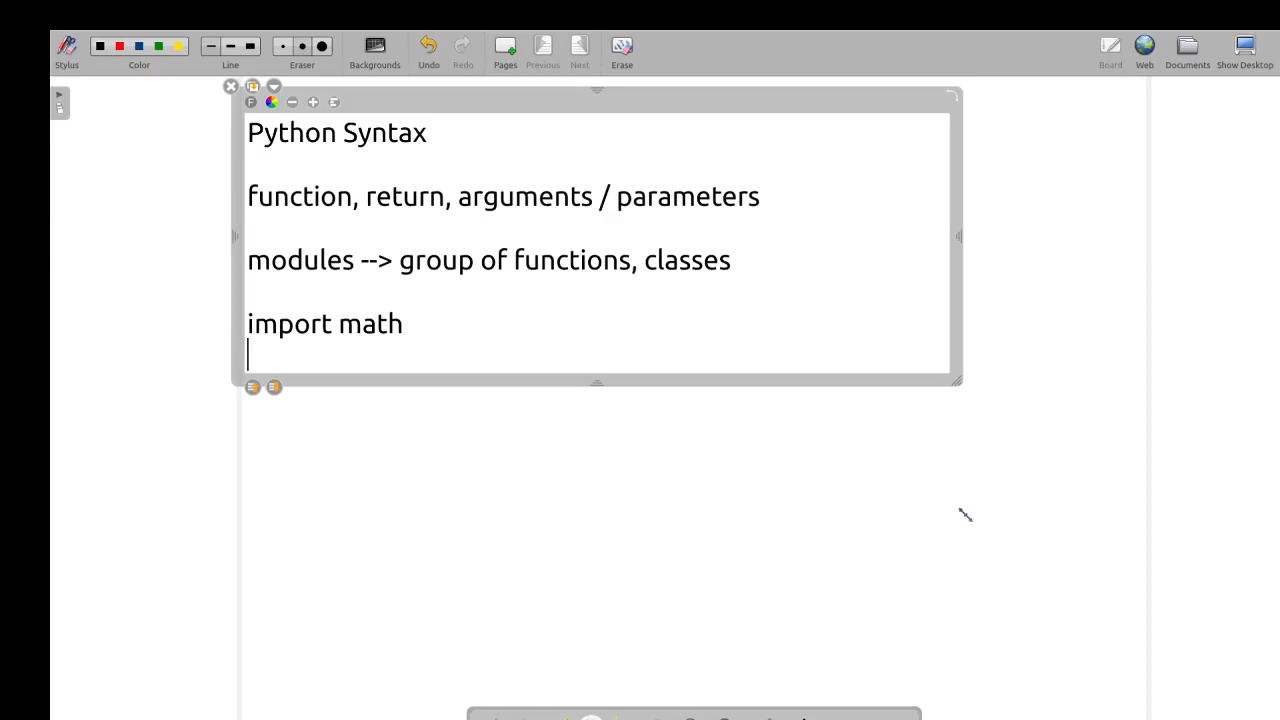 Stylus
Color
Line
Eraser
Backgrounds
Undo
Redo
Pages
Previous
Next
Erase
Board
Web
Documents
Show Desktop
Python Syntax
function, return, arguments / parameters
modules --> group of functions, classes
import math